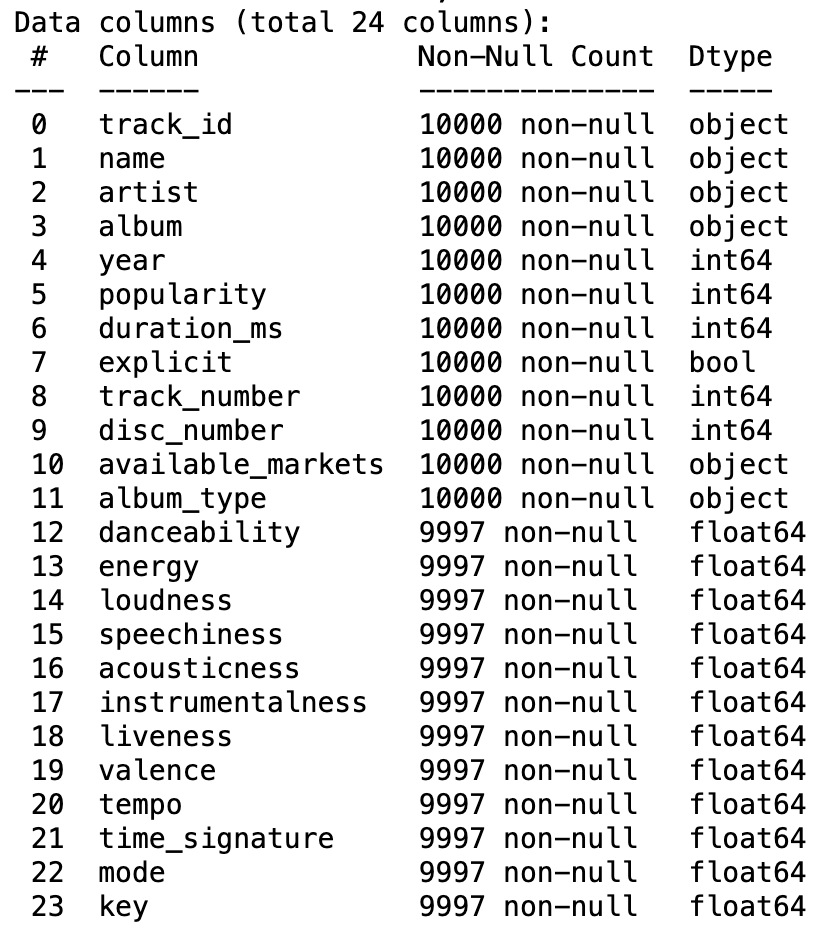 Data columns (total 24 columns):
 #   Column             Non-Null Count  Dtype
---  ------             --------------  -----
 0   track_id           10000 non-null  object
 1   name               10000 non-null  object
 2   artist             10000 non-null  object
 3   album              10000 non-null  object
 4   year               10000 non-null  int64
 5   popularity         10000 non-null  int64
 6   duration_ms        10000 non-null  int64
 7   explicit           10000 non-null  bool
 8   track_number       10000 non-null  int64
 9   disc_number        10000 non-null  int64
 10  available_markets  10000 non-null  object
 11  album_type         10000 non-null  object
 12  danceability       9997 non-null   float64
 13  energy             9997 non-null   float64
 14  loudness           9997 non-null   float64
 15  speechiness        9997 non-null   float64
 16  acousticness       9997 non-null   float64
 17  instrumentalness   9997 non-null   float64
 18  liveness           9997 non-null   float64
 19  valence            9997 non-null   float64
 20  tempo              9997 non-null   float64
 21  time_signature     9997 non-null   float64
 22  mode               9997 non-null   float64
 23  key                9997 non-null   float64